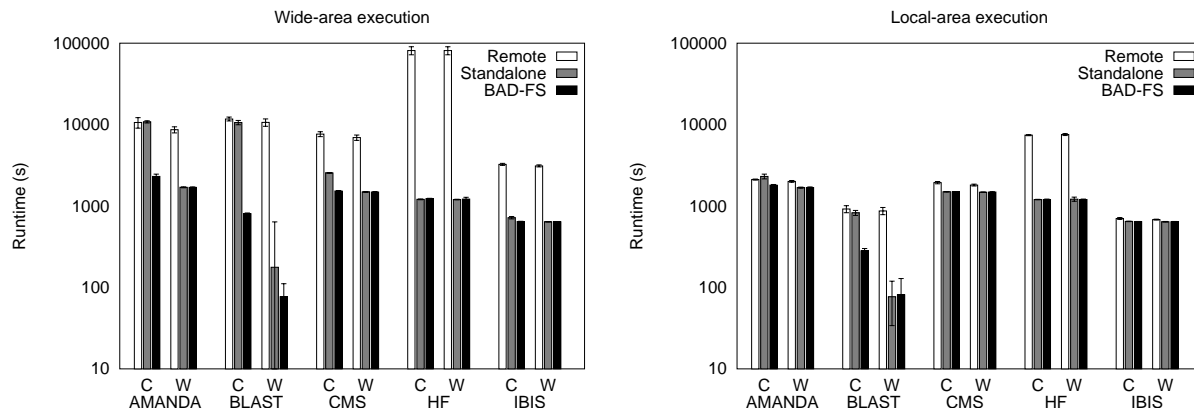 Wide-area execution
100000
10000
1000
100
10
Runtime (s)
Remote
Standalone
BAD-FS
C W C W C W C W C W
AMANDA BLAST CMS HF IBIS
Local-area execution
100000
10000
1000
100
10
Runtime (s)
Remote
Standalone
BAD-FS
C W C W C W C W C W
AMANDA BLAST CMS HF IBIS